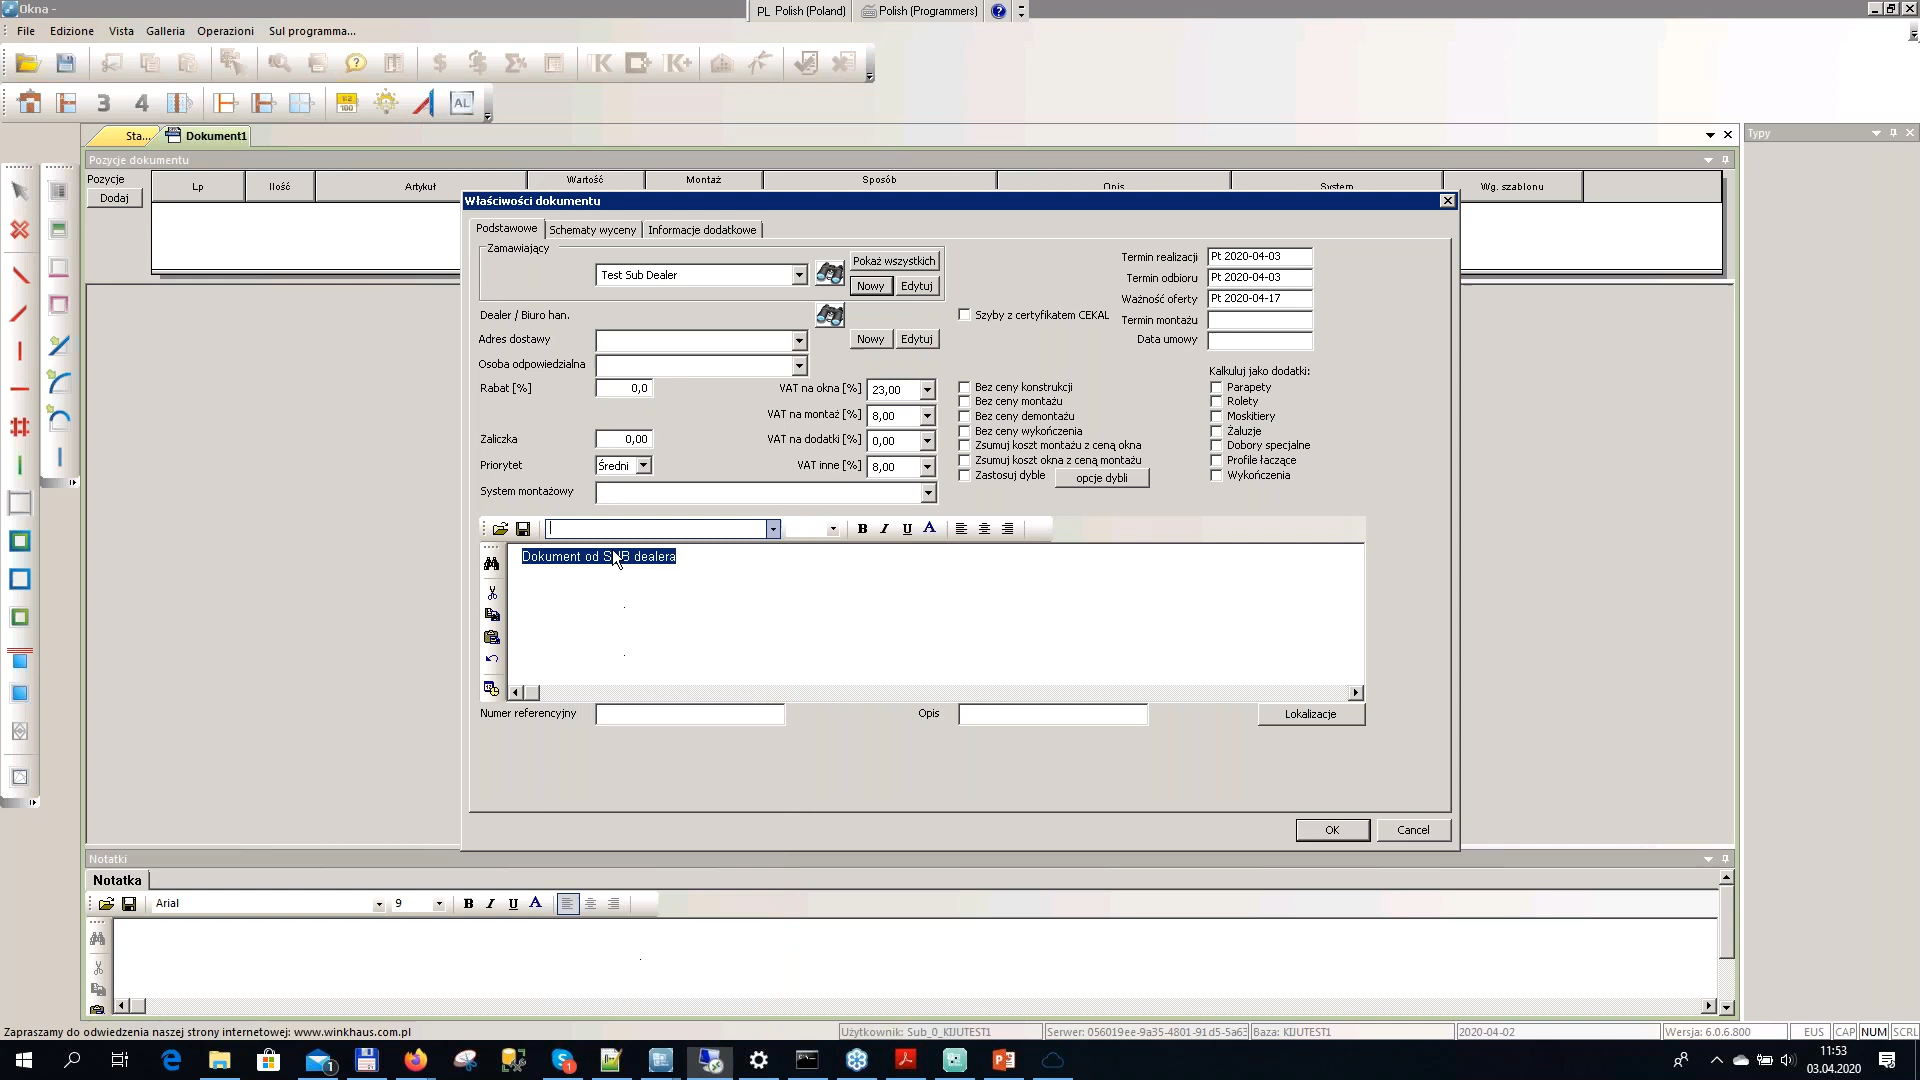 Okna -
PL Polish (Poland)
Polish (Programmers)
File Edizione Vista Galleria Operazioni Sul programma...
3 4
AL
Sta... Dokument1
Typy
Pozycje dokumentu
Pozycje
Dodaj
Lp Ilość Artykuł Wartość Montaż Sposób Opis System Wg. szablonu
Właściwości dokumentu
Podstawowe Schematy wyceny Informacje dodatkowe
Zamawiający
Test Sub Dealer
Pokaż wszystkich
Nowy Edytuj
Termin realizacji Pt 2020-04-03
Termin odbioru Pt 2020-04-03
Ważność oferty Pt 2020-04-17
Termin montażu
Data umowy
Dealer / Biuro han.
Szyby z certyfikatem CEKAL
Adres dostawy
Nowy Edytuj
Osoba odpowiedzialna
Rabat [%] 0,0
VAT na okna [%] 23,00
VAT na montaż [%] 8,00
Zaliczka 0,00
VAT na dodatki [%] 0,00
Priorytet Średni
VAT inne [%] 8,00
System montażowy
Bez ceny konstrukcji
Bez ceny montażu
Bez ceny demontażu
Bez ceny wykończenia
Zsumuj koszt montażu z ceną okna
Zsumuj koszt okna z ceną montażu
Zastosuj dyble opcje dybli
Kalkuluj jako dodatki:
Parapety
Rolety
Moskitiery
Żaluzje
Dobory specjalne
Profile łaczące
Wykończenia
B I U A
Dokument od SUB dealera
Numer referencyjny
Opis
Lokalizacje
OK Cancel
Notatki
Notatka
Arial 9 B I U A
Zapraszamy do odwiedzenia naszej strony internetowej: www.winkhaus.com.pl
Użytkownik: Sub_0_KIJUTEST1
Serwer: 056019ee-9a35-4801-91d5-5a63
Baza: KIJUTEST1
2020-04-02
Wersja: 6.0.6.800
EUS CAP NUM SCRL
11:53
03.04.2020